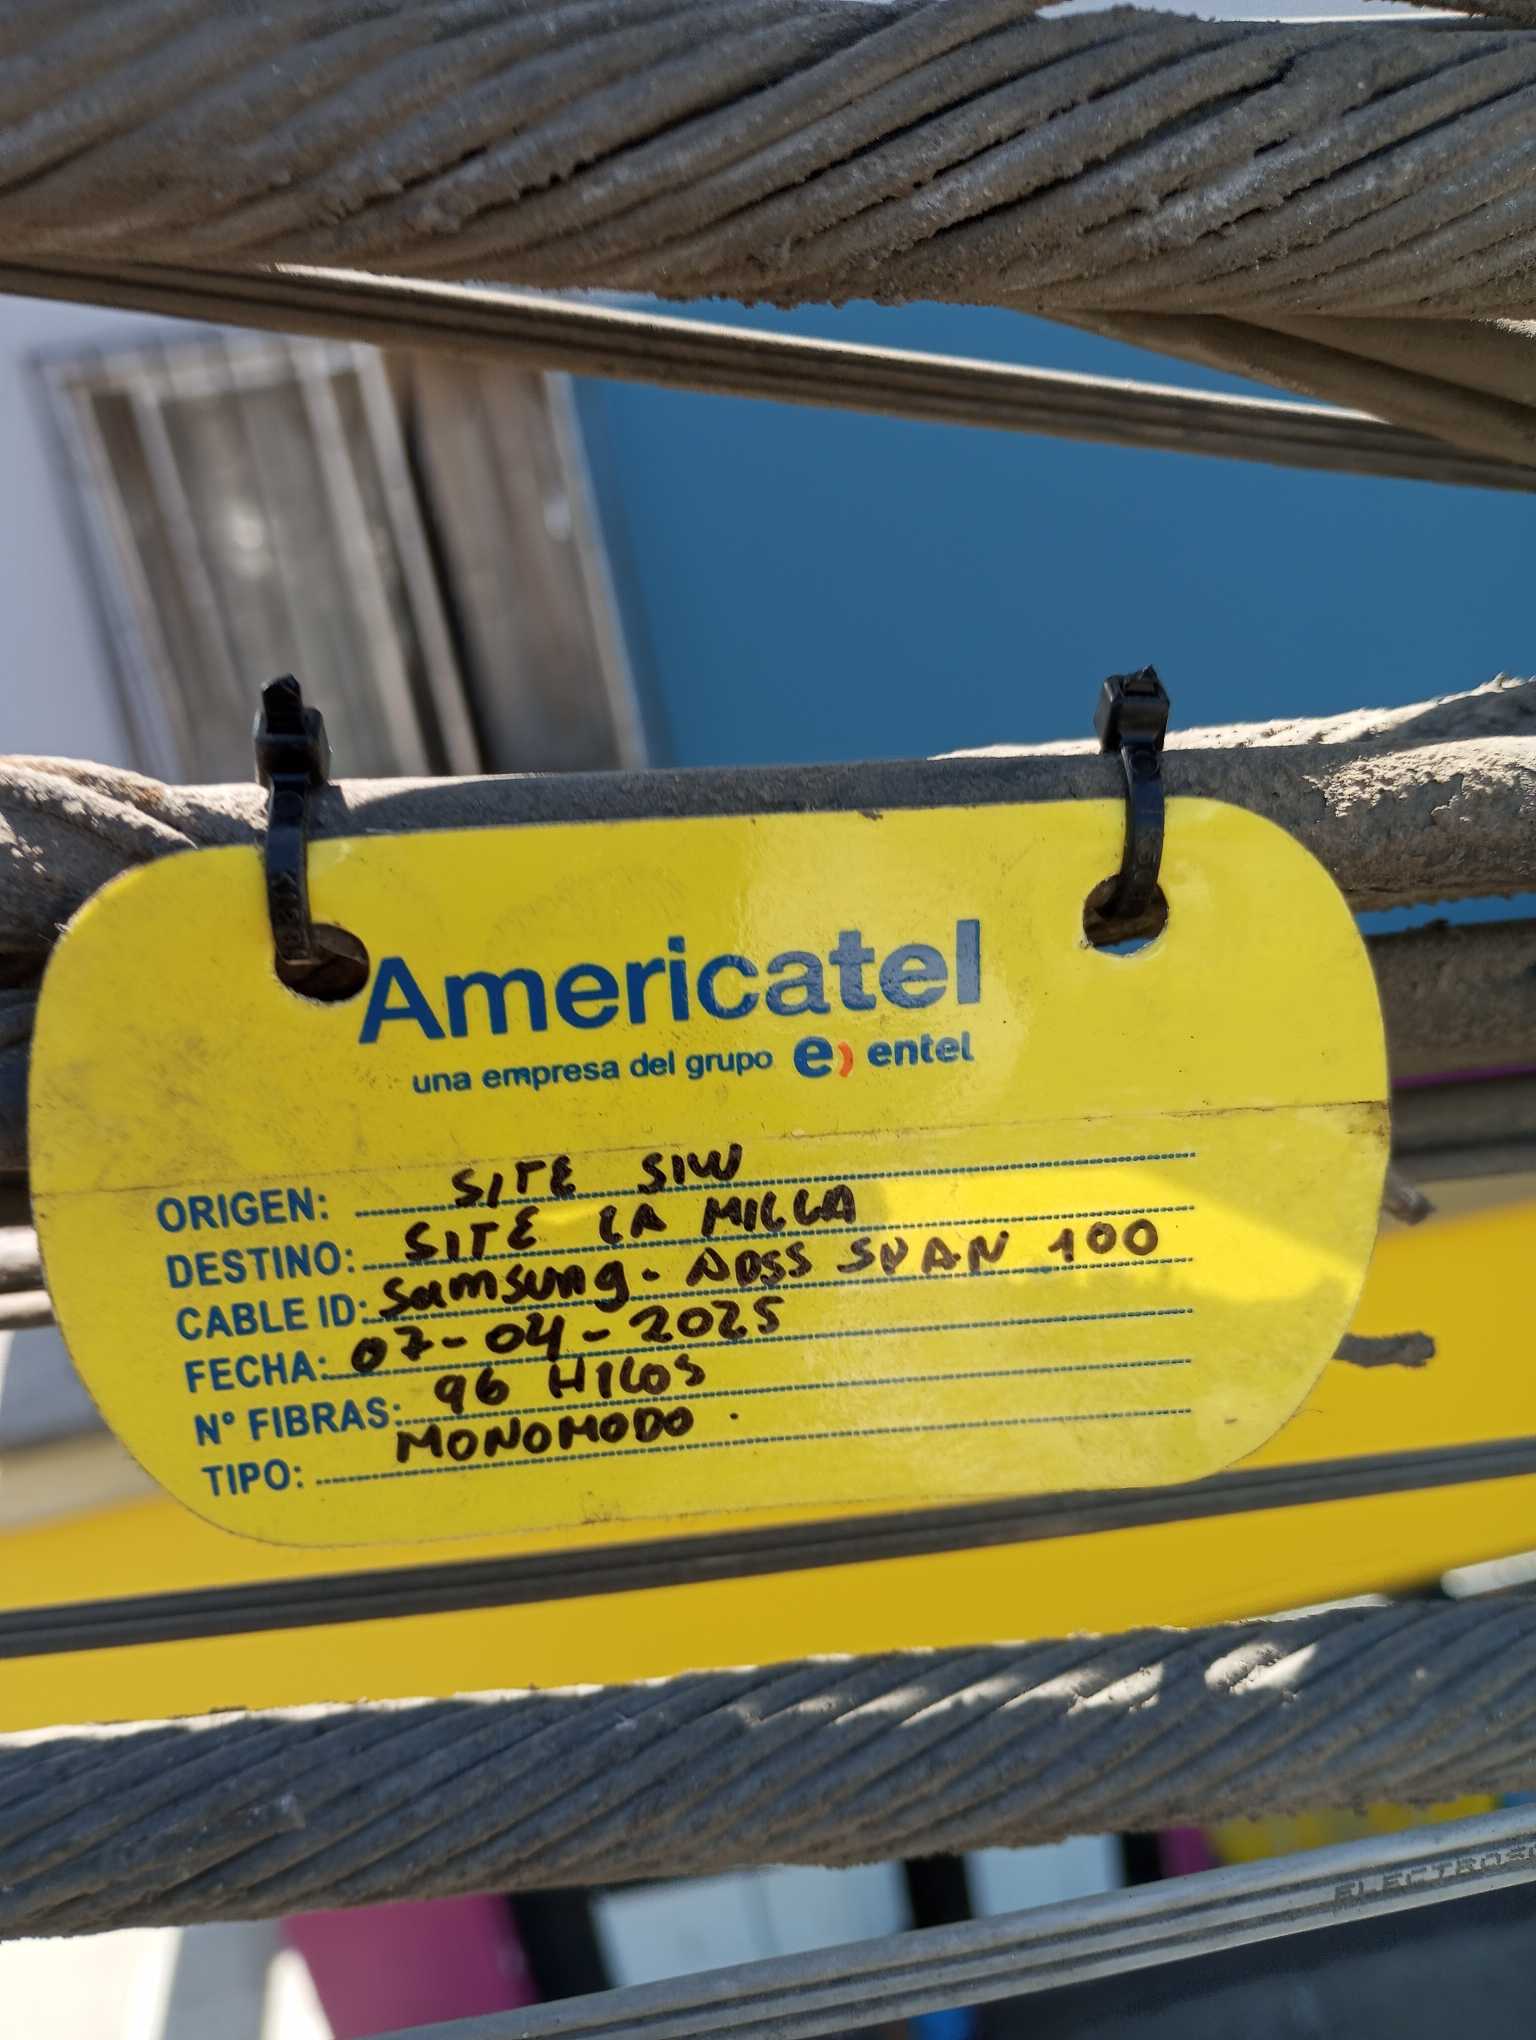 Americatel
una empresa del grupo e) entel
ORIGEN: SITE SIW
DESTINO: SITE LA MILLA
CABLE ID: Samsung - ADSS SPAN 100
FECHA: 07-04-2025
N° FIBRAS: 96 HILOS
TIPO: MONOMODO.